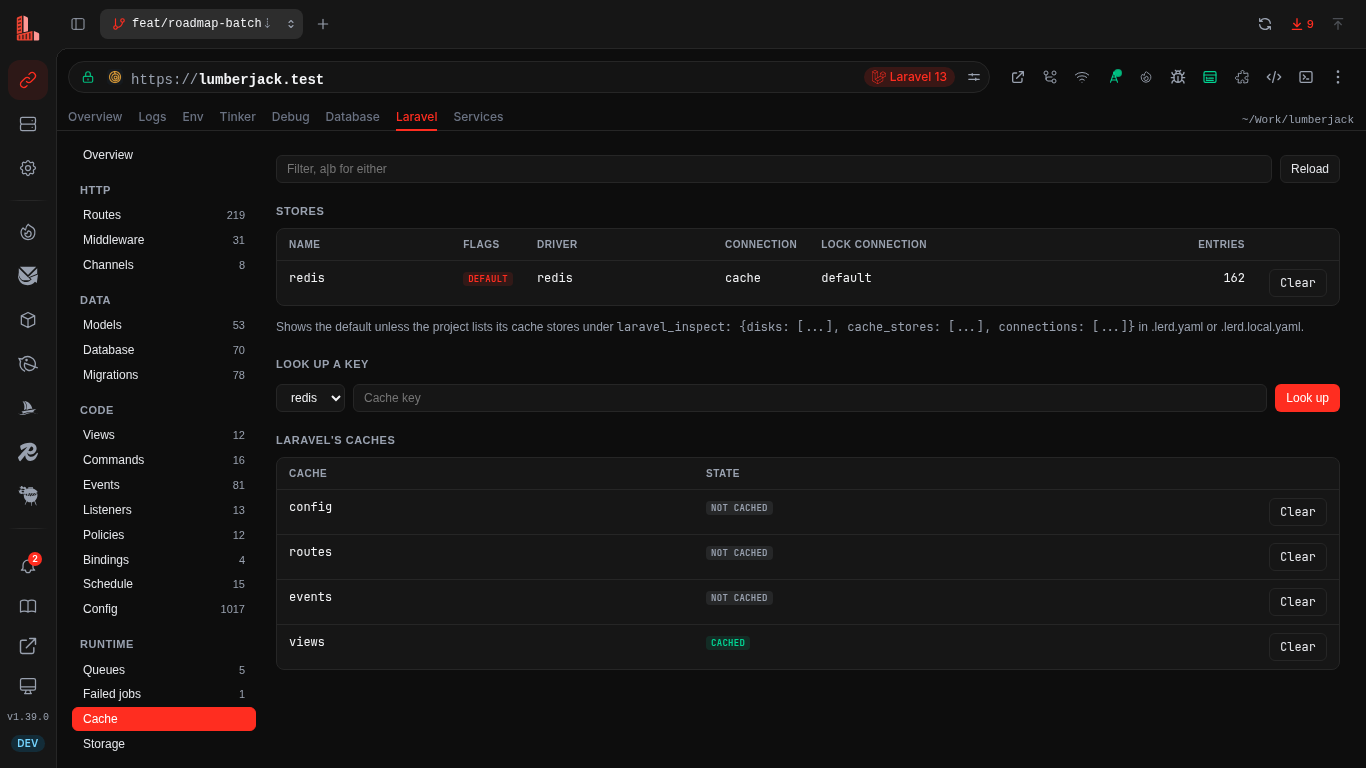 feat/roadmap-batch
9
https://lumberjack.test
Laravel 13
Overview Logs Env Tinker Debug Database Laravel Services
~/Work/lumberjack
Overview
HTTP
Routes 219
Middleware 31
Channels 8
DATA
Models 53
Database 70
Migrations 78
CODE
Views 12
Commands 16
Events 81
Listeners 13
Policies 12
Bindings 4
Schedule 15
Config 1017
RUNTIME
Queues 5
Failed jobs 1
Cache
Storage
2
v1.39.0
DEV
Filter, a|b for either
Reload
STORES
NAME FLAGS DRIVER CONNECTION LOCK CONNECTION ENTRIES
redis DEFAULT redis cache default 162 Clear
Shows the default unless the project lists its cache stores under laravel_inspect: {disks: [...], cache_stores: [...], connections: [...]} in .lerd.yaml or .lerd.local.yaml.
LOOK UP A KEY
redis Cache key Look up
LARAVEL'S CACHES
CACHE STATE
config NOT CACHED Clear
routes NOT CACHED Clear
events NOT CACHED Clear
views CACHED Clear